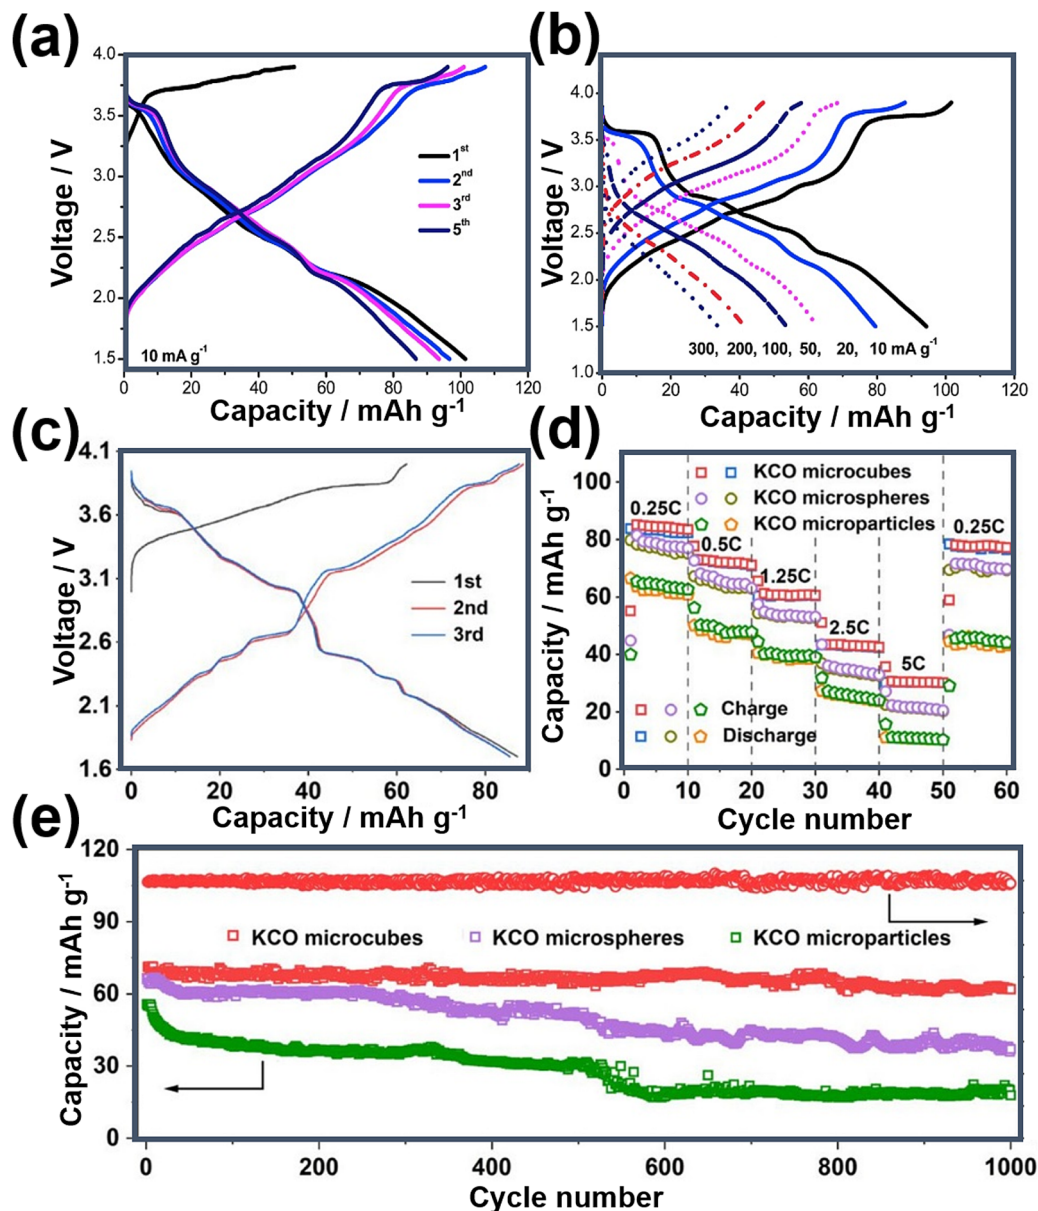 (a)
(b)
4.0
3.5
3.0
2.5
2.0
1.5
Voltage / V
1st
2nd
3rd
5th
10 mA g-1
0 20 40 60 80 100 120
Capacity / mAh g-1
4.0
3.5
3.0
2.5
2.0
1.5
1.0
Voltage / V
300, 200, 100, 50, 20, 10 mA g-1
0 20 40 60 80 100 120
Capacity / mAh g-1
(c)
(d)
4.1
3.6
3.1
2.6
2.1
1.6
Voltage / V
1st
2nd
3rd
0 20 40 60 80
Capacity / mAh g-1
100
80
60
40
20
0
Capacity / mAh g-1
KCO microcubes
KCO microspheres
KCO microparticles
0.25C
0.5C
1.25C
2.5C
5C
0.25C
Charge
Discharge
0 10 20 30 40 50 60
Cycle number
(e)
120
90
60
30
0
Capacity / mAh g-1
KCO microcubes KCO microspheres KCO microparticles
0 200 400 600 800 1000
Cycle number